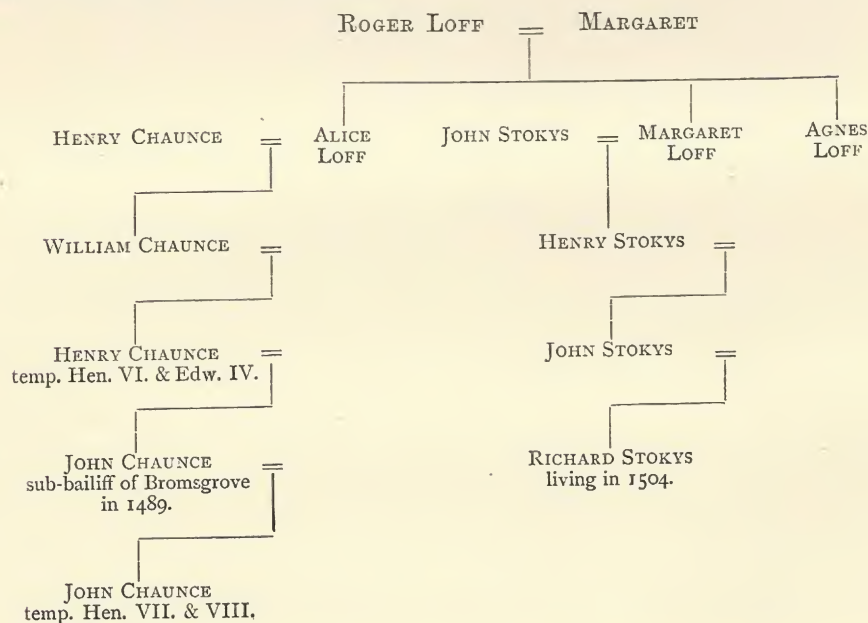 ROGER LOFF = MARGARET
HENRY CHAUNCE = ALICE LOFF
JOHN STOKYS = MARGARET LOFF
AGNES LOFF
WILLIAM CHAUNCE =
HENRY STOKYS =
HENRY CHAUNCE =
temp. Hen. VI. & Edw. IV.
JOHN STOKYS =
JOHN CHAUNCE =
sub-bailiff of Bromsgrove
in 1489.
RICHARD STOKYS
living in 1504.
JOHN CHAUNCE
temp. Hen. VII. & VIII.